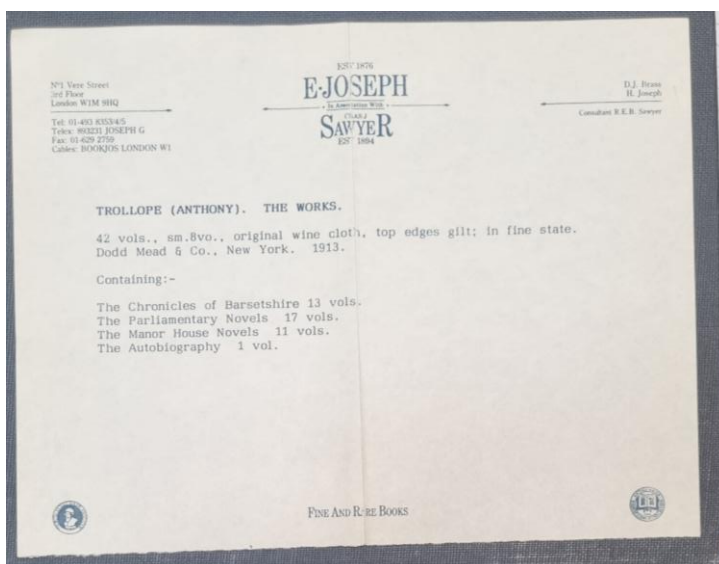 Nº1 Vere Street
3rd Floor
London W1M 9HQ
Tel: 01-493 8353/4/5
Telex: 893231 JOSEPH G
Fax: 01-629 2759
Cables: BOOKJOS LONDON W1
EST 1876
E·JOSEPH
In Association With
CHAS J
SAWYER
EST 1894
D.J. Brass
H. Joseph
Consultant R.E.B. Sawyer
TROLLOPE (ANTHONY). THE WORKS.
42 vols., sm.8vo., original wine cloth, top edges gilt; in fine state.
Dodd Mead & Co., New York. 1913.
Containing:-
The Chronicles of Barsetshire 13 vols.
The Parliamentary Novels 17 vols.
The Manor House Novels 11 vols.
The Autobiography 1 vol.
FINE AND RARE BOOKS